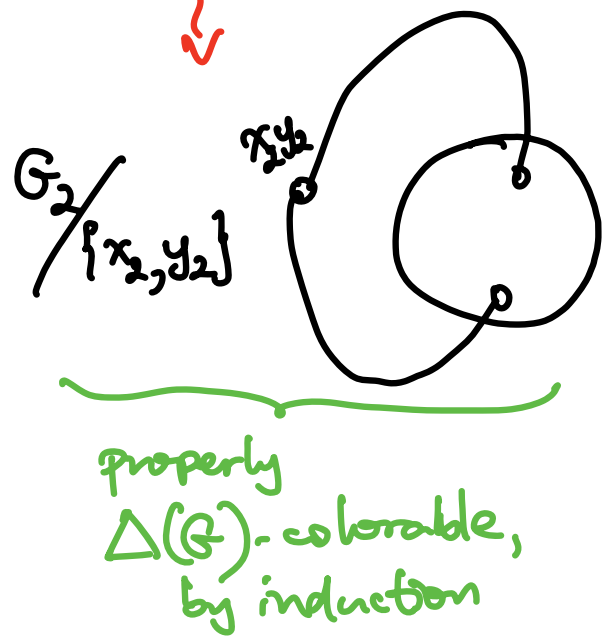 x₂y₂
G₂/{x₂,y₂}
properly
Δ(G)-colorable,
by induction